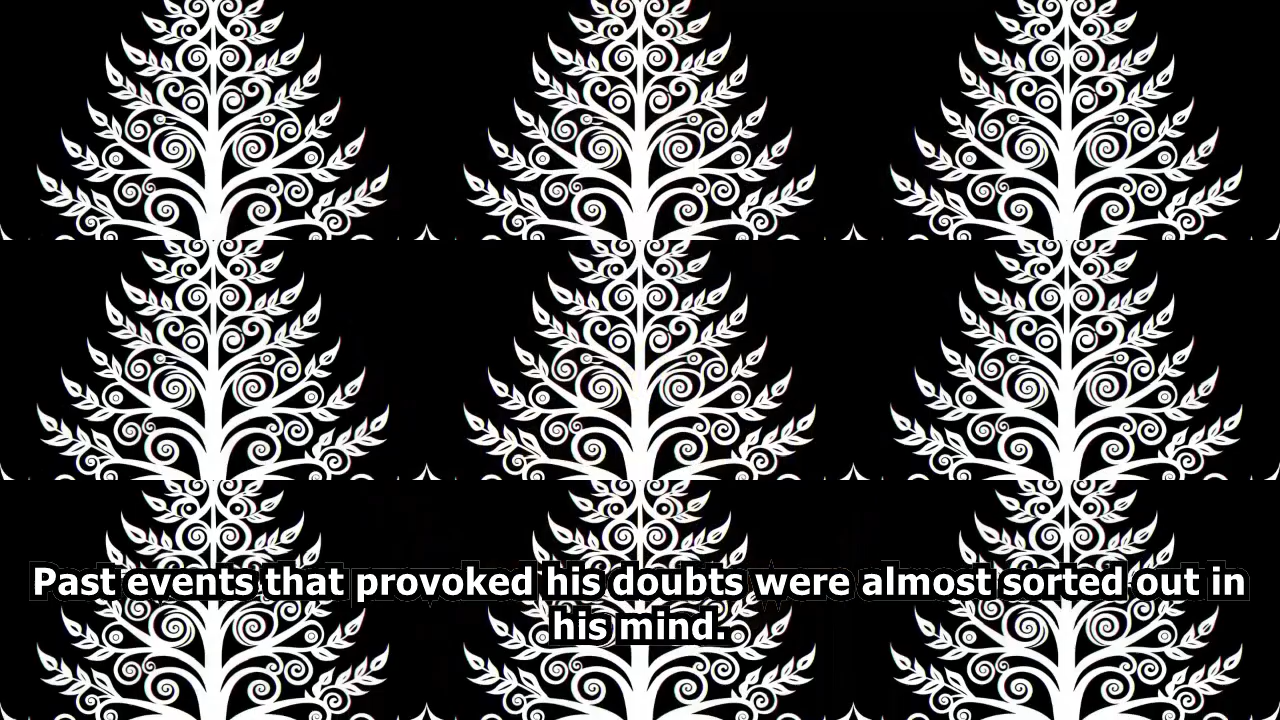 Past events that provoked his doubts were almost sorted out in
his mind.